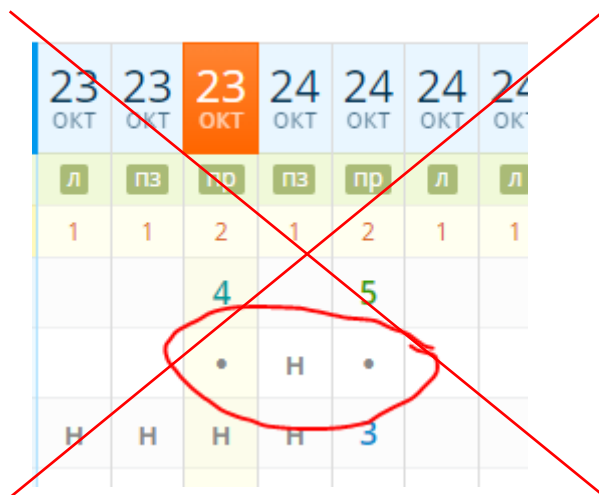 23 23 23 24 24 24 24
ОКТ ОКТ ОКТ ОКТ ОКТ ОКТ ОКТ
л пз пр пз пр л л
1 1 2 1 2 1 1
4 5
• н •
н н н н 3